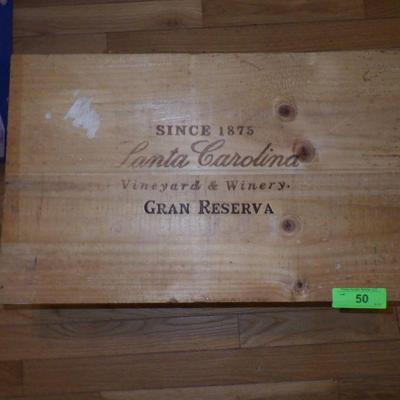 SINCE 1875
Santa Carolina
Vineyard & Winery.
GRAN RESERVA
50